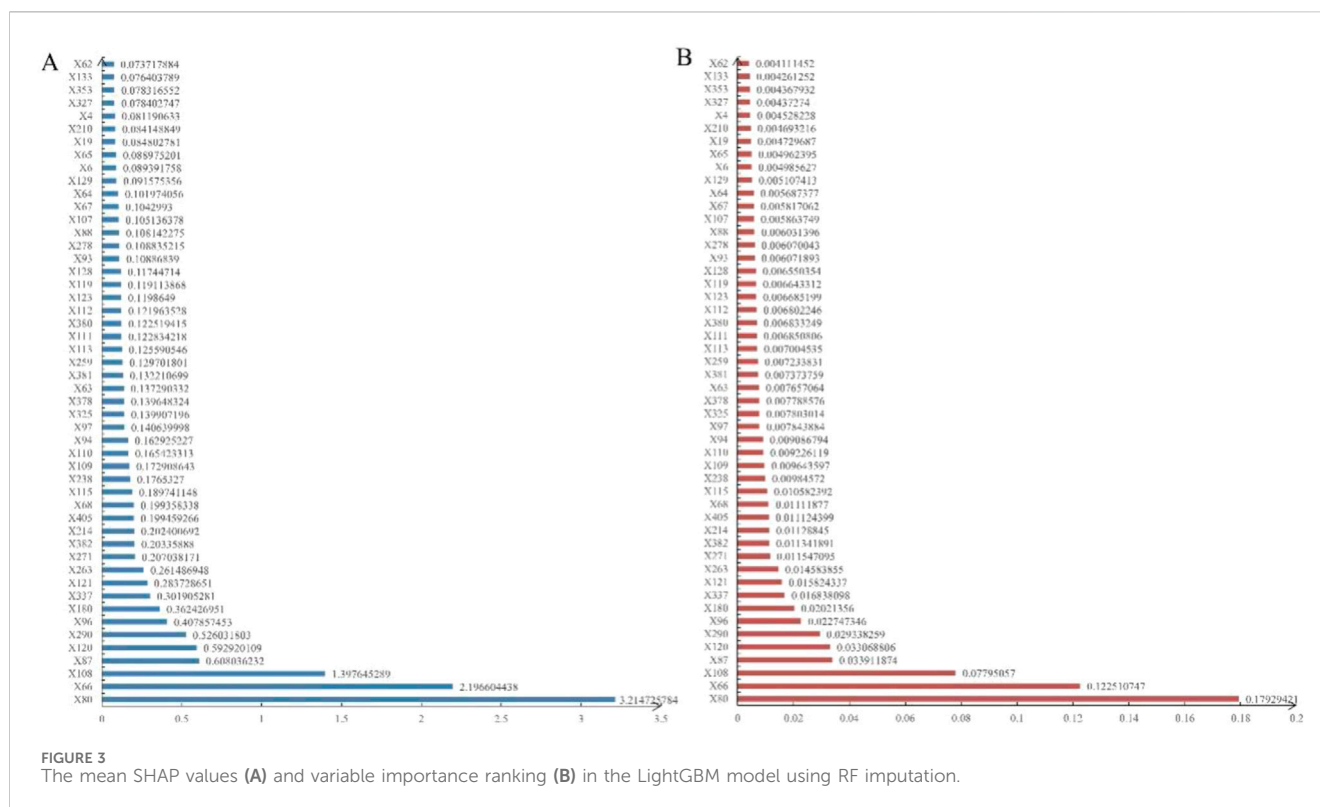 A
X62 0.073717884
X133 0.076403789
X353 0.078316552
X327 0.078402747
X4 0.081190633
X210 0.084148849
X19 0.084802781
X65 0.088975201
X6 0.089391758
X129 0.091575356
X64 0.101974056
X67 0.1042993
X107 0.105136378
X88 0.108142275
X278 0.108835215
X93 0.10886839
X128 0.11744714
X119 0.119113868
X123 0.1198649
X112 0.121963528
X380 0.122519415
X111 0.122834218
X113 0.125590546
X259 0.129701801
X381 0.132210699
X63 0.137290332
X378 0.139648324
X325 0.139907196
X97 0.140639998
X94 0.162925227
X110 0.165423313
X109 0.172908643
X238 0.1765327
X115 0.189741148
X68 0.199358338
X405 0.199459266
X214 0.202400692
X382 0.20335888
X271 0.207038171
X263 0.261486948
X121 0.283728651
X337 0.301905281
X180 0.362426951
X96 0.407857453
X290 0.526031803
X120 0.592920109
X87 0.608036232
X108 1.397645289
X66 2.196604438
X80 3.214725784
0 0.5 1 1.5 2 2.5 3 3.5
B
X62 0.004111452
X133 0.004261252
X353 0.004367932
X327 0.00437274
X4 0.004528228
X210 0.004693216
X19 0.004729687
X65 0.004962395
X6 0.004985627
X129 0.005107413
X64 0.005687377
X67 0.005817062
X107 0.005863749
X88 0.006031396
X278 0.006070043
X93 0.006071893
X128 0.006550354
X119 0.006643312
X123 0.006685199
X112 0.006802246
X380 0.006833249
X111 0.006850806
X113 0.007004535
X259 0.007233831
X381 0.007373759
X63 0.007657064
X378 0.007788576
X325 0.007803014
X97 0.007843884
X94 0.009086794
X110 0.009226119
X109 0.009643597
X238 0.00984572
X115 0.010582392
X68 0.01111877
X405 0.011124399
X214 0.01128845
X382 0.011341891
X271 0.011547095
X263 0.014583855
X121 0.015824337
X337 0.016838098
X180 0.02021356
X96 0.022747346
X290 0.029338259
X120 0.033068806
X87 0.033911874
X108 0.07795057
X66 0.122510747
X80 0.17929421
0 0.02 0.04 0.06 0.08 0.1 0.12 0.14 0.16 0.18 0.2
FIGURE 3
The mean SHAP values (A) and variable importance ranking (B) in the LightGBM model using RF imputation.